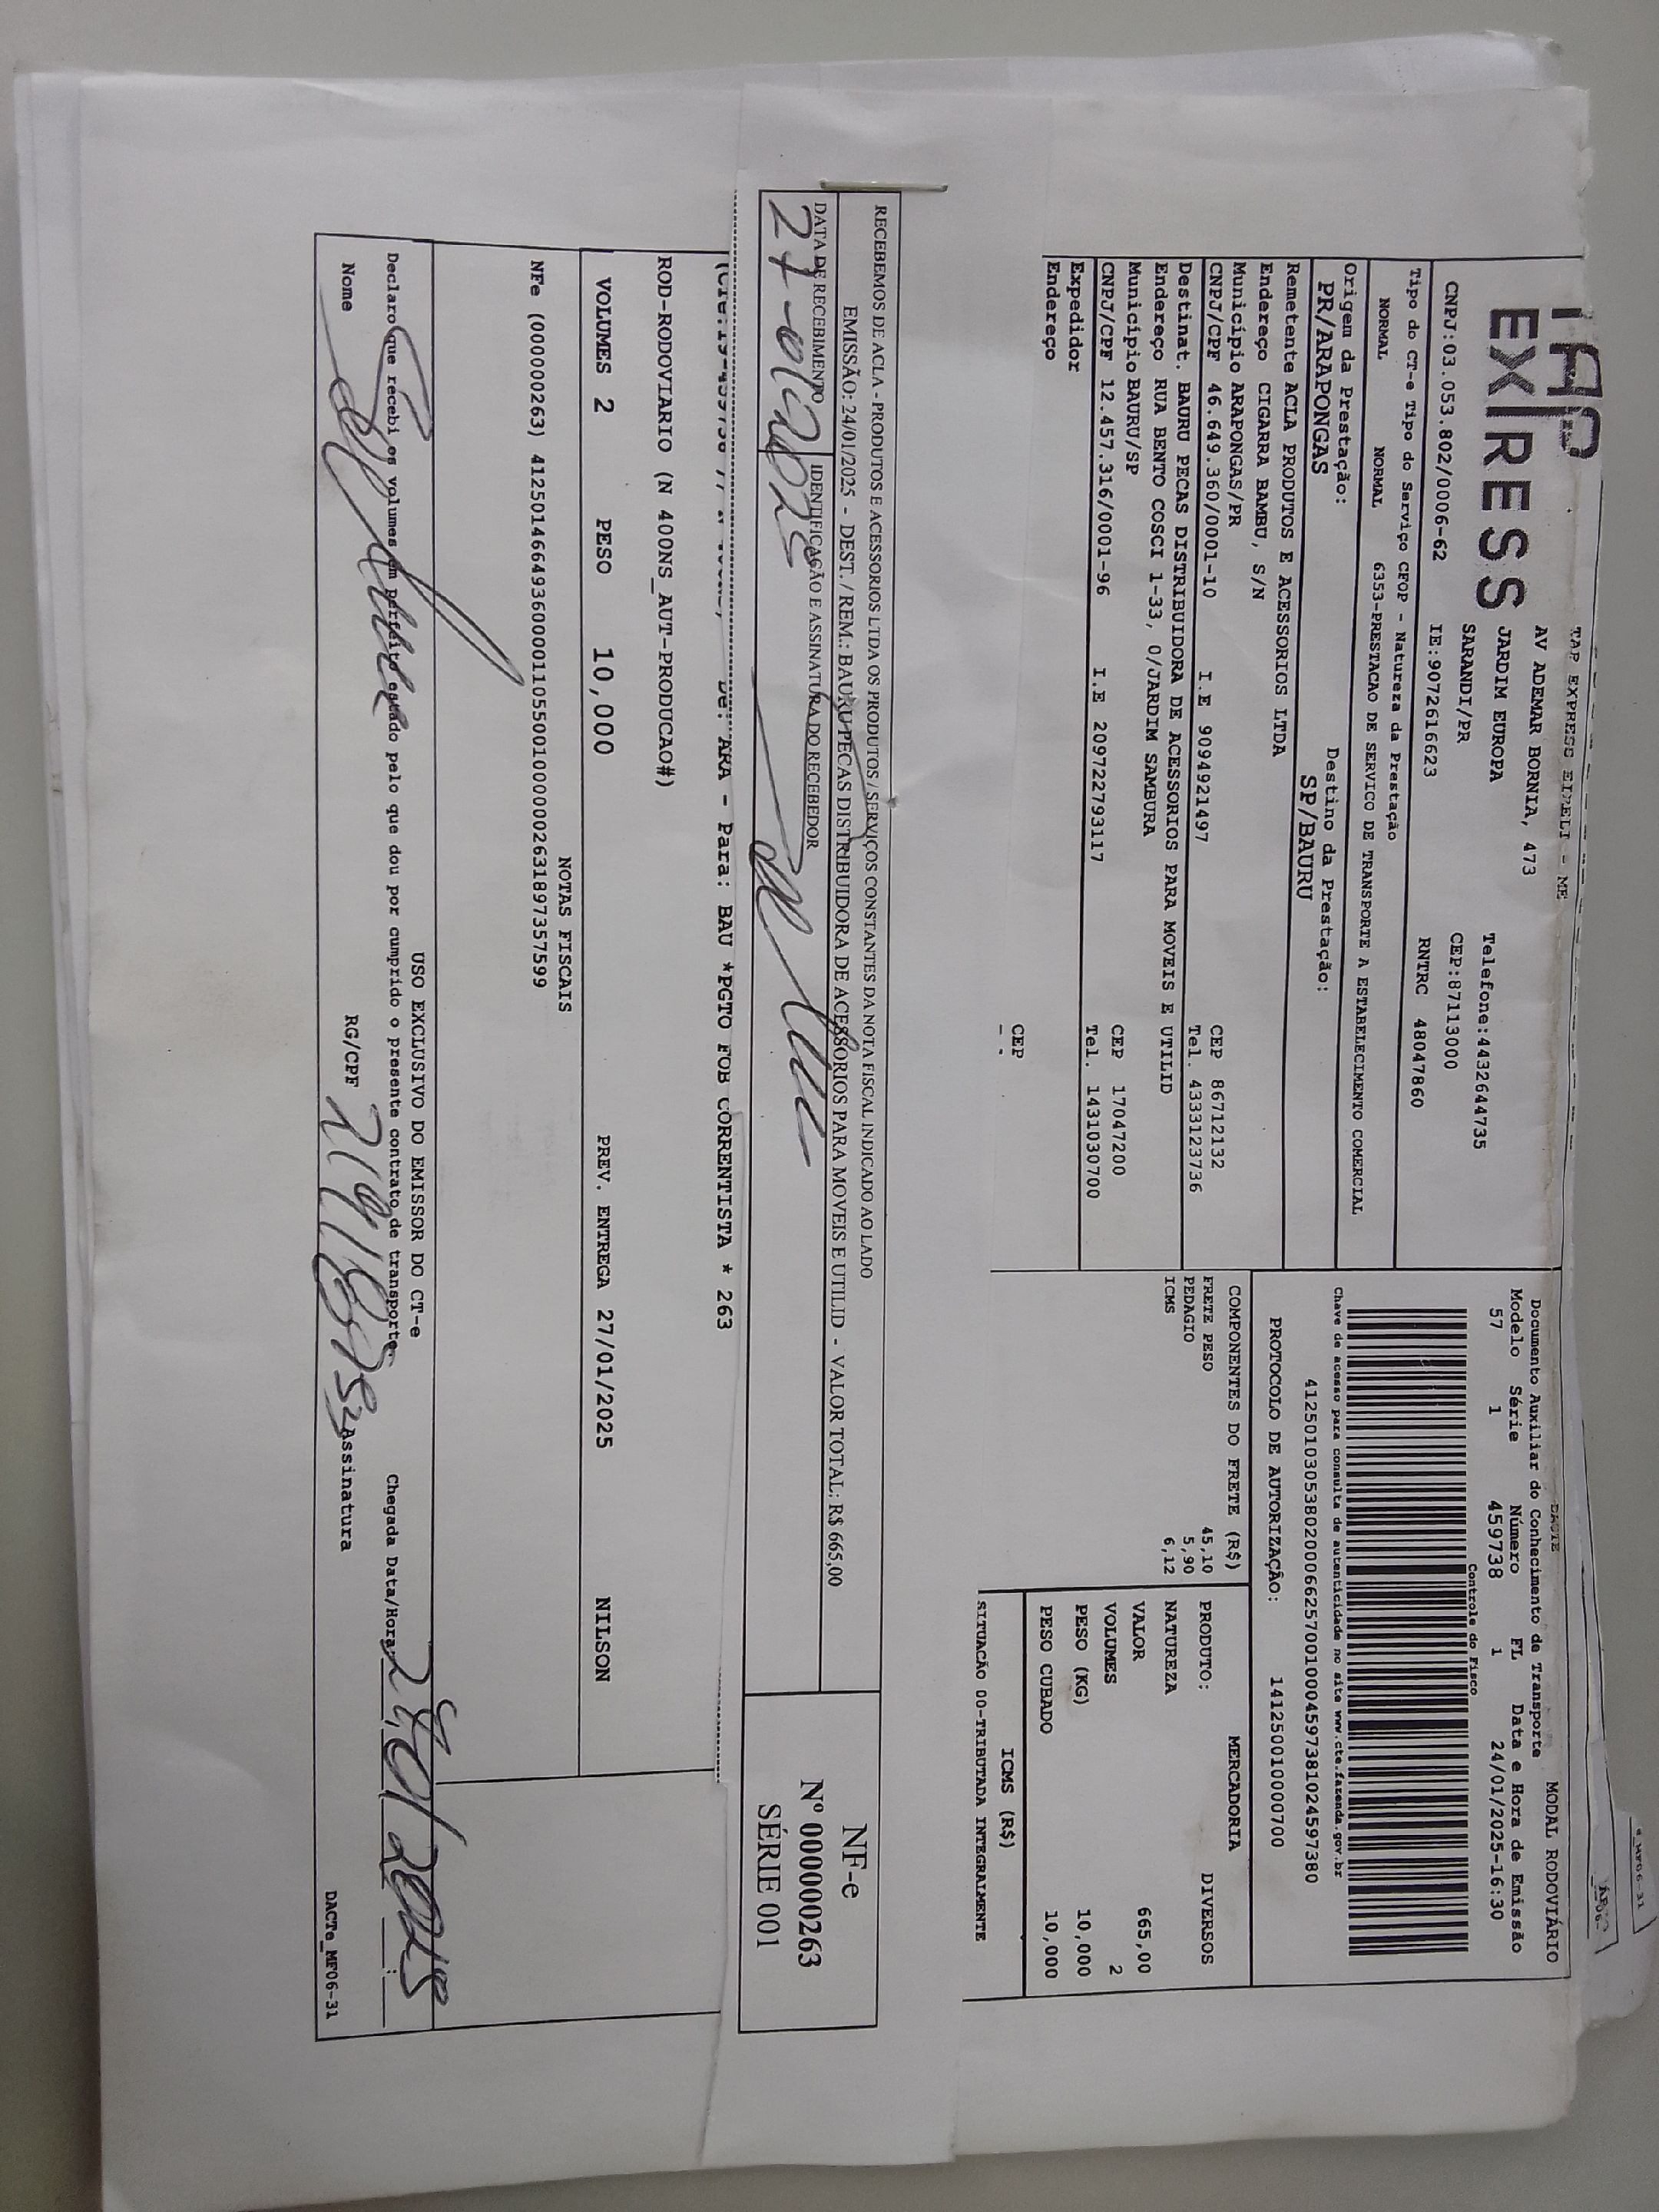 TAP
EXPRESS
TAP EXPRESS EIRELI - ME
AV ADEMAR BORNIA, 473
JARDIM EUROPA
SARANDI/PR
Telefone:4432644735
CEP:87113000
CNPJ:03.053.802/0006-62 IE:9072616623 RNTRC 48047860
Tipo do CT-e Tipo do Serviço CFOP - Natureza da Prestação
NORMAL NORMAL 6353-PRESTACAO DE SERVICO DE TRANSPORTE A ESTABELECIMENTO COMERCIAL
Origem da Prestação: Destino da Prestação:
PR/ARAPONGAS SP/BAURU
Remetente ACLA PRODUTOS E ACESSORIOS LTDA
Endereço CIGARRA BAMBU, S/N
Município ARAPONGAS/PR CEP 86712132
CNPJ/CPF 46.649.360/0001-10 I.E 9094921497 Tel. 4333123736
Destinat. BAURU PECAS DISTRIBUIDORA DE ACESSORIOS PARA MOVEIS E UTILID
Endereço RUA BENTO COSCI 1-33, 0/JARDIM SAMBURA
Município BAURU/SP CEP 17047200
CNPJ/CPF 12.457.316/0001-96 I.E 209722793117 Tel. 1431030700
Expedidor
Endereço
CEP
DACTE MODAL RODOVIÁRIO
Documento Auxiliar do Conhecimento de Transporte
Modelo Série Número FL Data e Hora de Emissão
57 1 459738 1 24/01/2025-16:30
Controle do Fisco
Chave de acesso para consulta de autenticidade no site www.cte.fazenda.gov.br
41250103053802000662570010004597381024597380
PROTOCOLO DE AUTORIZAÇÃO: 141250010000700
COMPONENTES DO FRETE (R$)
FRETE PESO 45,10
PEDAGIO 5,90
ICMS 6,12
MERCADORIA
PRODUTO: DIVERSOS
NATUREZA
VALOR 665,00
VOLUMES 2
PESO (KG) 10,000
PESO CUBADO 10,000
ICMS (R$)
SITUACÃO 00-TRIBUTADA INTEGRALMENTE
RECEBEMOS DE ACLA - PRODUTOS E ACESSORIOS LTDA OS PRODUTOS / SERVIÇOS CONSTANTES DA NOTA FISCAL INDICADO AO LADO
EMISSÃO: 24/01/2025 - DEST. / REM.: BAURU PECAS DISTRIBUIDORA DE ACESSORIOS PARA MOVEIS E UTILID - VALOR TOTAL: R$ 665,00
DATA DE RECEBIMENTO IDENTIFICAÇÃO E ASSINATURA DO RECEBEDOR
27-01-2025
NF-e
Nº 000000263
SÉRIE 001
De: ARA - Para: BAU *PGTO FOB CORRENTISTA * 263
ROD-RODOVIARIO (N 400NS_AUT-PRODUCAO#)
VOLUMES 2 PESO 10,000 PREV. ENTREGA 27/01/2025 NILSON
NOTAS FISCAIS
NFe (000000263) 41250146649360000110550010000002631897357599
USO EXCLUSIVO DO EMISSOR DO CT-e
Declaro que recebi os volumes em perfeito estado pelo que dou por cumprido o presente contrato de transporte. Chegada Data/Hora
Nome RG/CPF Assinatura
DACTe_MF06-31